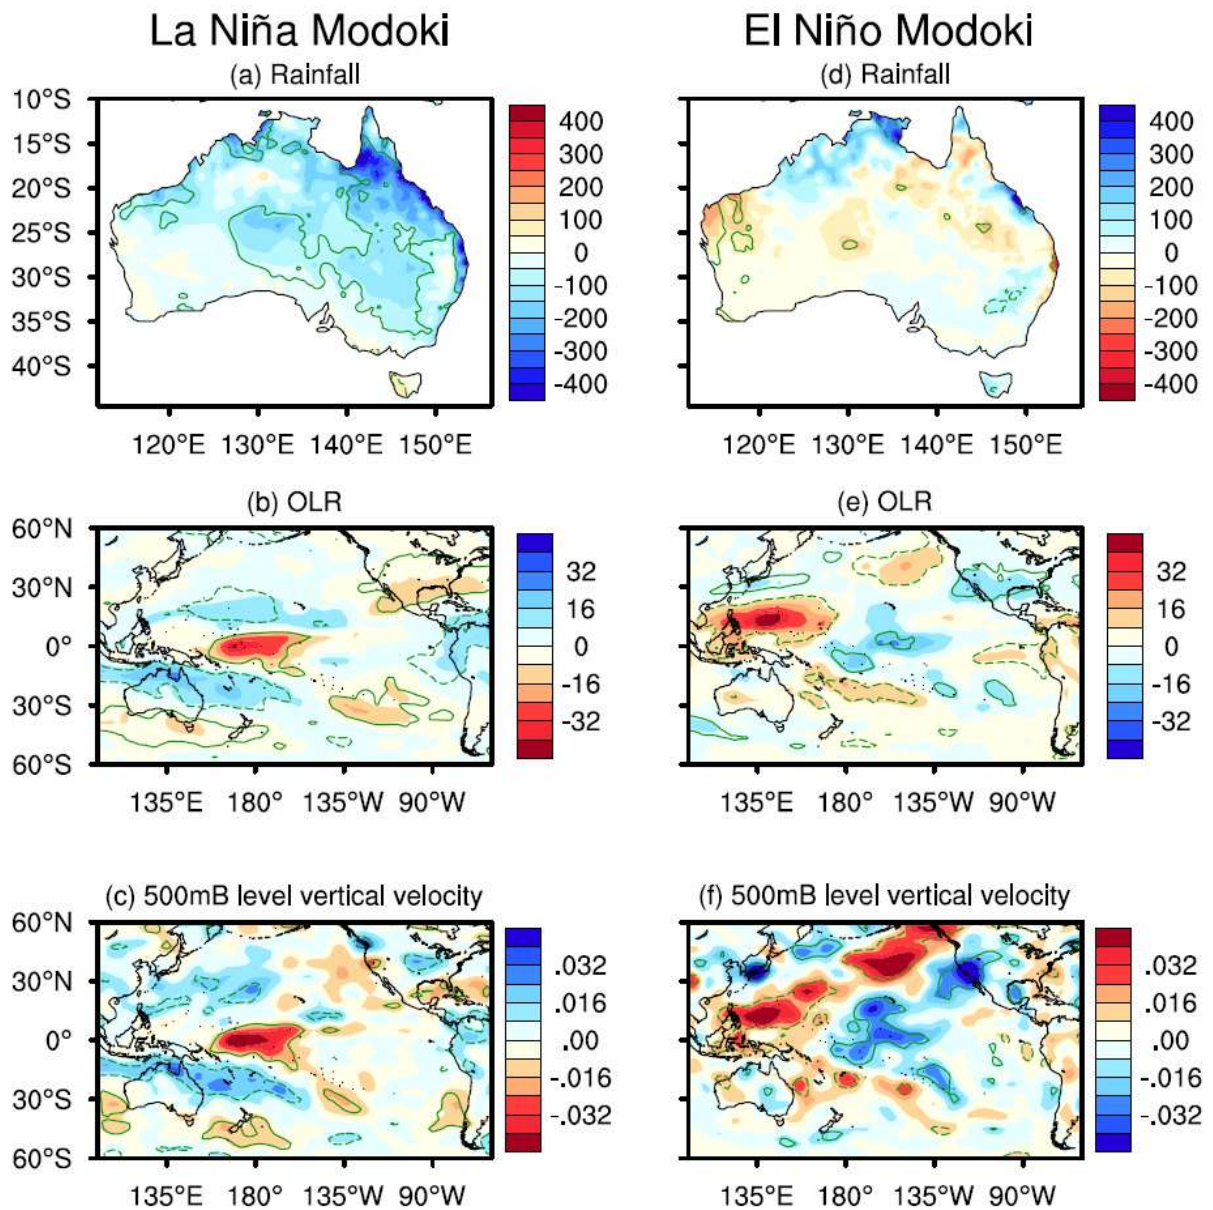 La Niña Modoki
(a) Rainfall
10°S
15°S
20°S
25°S
30°S
35°S
40°S
120°E 130°E 140°E 150°E
400
300
200
100
0
-100
-200
-300
-400
(b) OLR
60°N
30°N
0°
30°S
60°S
135°E 180° 135°W 90°W
32
16
0
-16
-32
(c) 500mB level vertical velocity
60°N
30°N
0°
30°S
60°S
135°E 180° 135°W 90°W
.032
.016
.00
-.016
-.032
El Niño Modoki
(d) Rainfall
120°E 130°E 140°E 150°E
400
300
200
100
0
-100
-200
-300
-400
(e) OLR
135°E 180° 135°W 90°W
32
16
0
-16
-32
(f) 500mB level vertical velocity
135°E 180° 135°W 90°W
.032
.016
.00
-.016
-.032